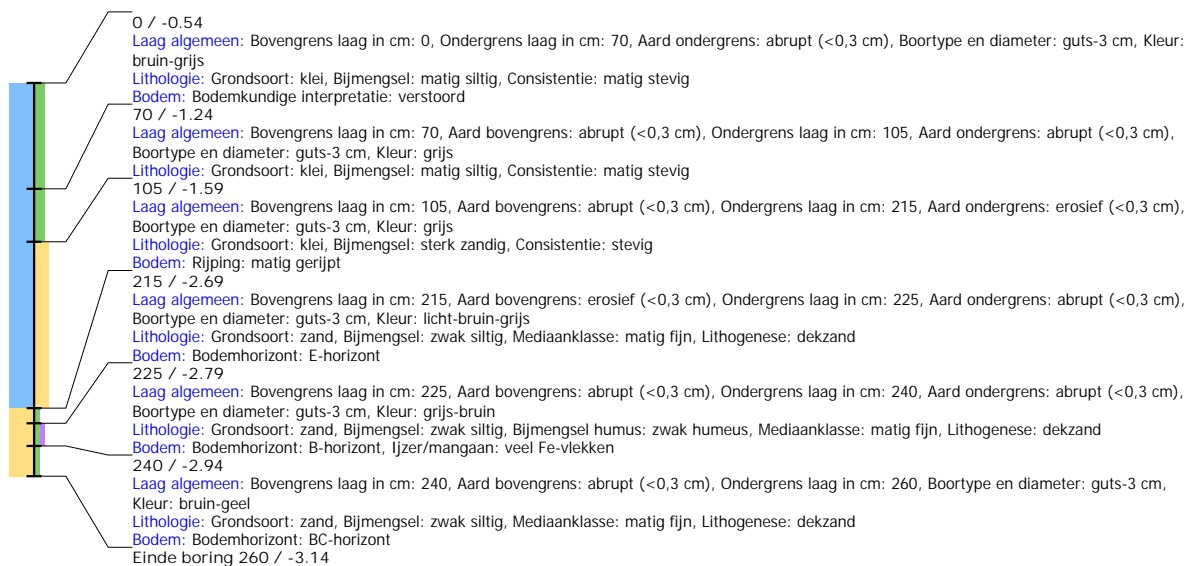 0 / -0.54
Laag algemeen: Bovengrens laag in cm: 0, Ondergrens laag in cm: 70, Aard ondergrens: abrupt (<0,3 cm), Boortype en diameter: guts-3 cm, Kleur:
bruin-grijs
Lithologie: Grondsoort: klei, Bijmengsel: matig siltig, Consistentie: matig stevig
Bodem: Bodemkundige interpretatie: verstoord
70 / -1.24
Laag algemeen: Bovengrens laag in cm: 70, Aard bovengrens: abrupt (<0,3 cm), Ondergrens laag in cm: 105, Aard ondergrens: abrupt (<0,3 cm),
Boortype en diameter: guts-3 cm, Kleur: grijs
Lithologie: Grondsoort: klei, Bijmengsel: matig siltig, Consistentie: matig stevig
105 / -1.59
Laag algemeen: Bovengrens laag in cm: 105, Aard bovengrens: abrupt (<0,3 cm), Ondergrens laag in cm: 215, Aard ondergrens: erosief (<0,3 cm),
Boortype en diameter: guts-3 cm, Kleur: grijs
Lithologie: Grondsoort: klei, Bijmengsel: sterk zandig, Consistentie: stevig
Bodem: Rijping: matig gerijpt
215 / -2.69
Laag algemeen: Bovengrens laag in cm: 215, Aard bovengrens: erosief (<0,3 cm), Ondergrens laag in cm: 225, Aard ondergrens: abrupt (<0,3 cm),
Boortype en diameter: guts-3 cm, Kleur: licht-bruin-grijs
Lithologie: Grondsoort: zand, Bijmengsel: zwak siltig, Mediaanklasse: matig fijn, Lithogenese: dekzand
Bodem: Bodemhorizont: E-horizont
225 / -2.79
Laag algemeen: Bovengrens laag in cm: 225, Aard bovengrens: abrupt (<0,3 cm), Ondergrens laag in cm: 240, Aard ondergrens: abrupt (<0,3 cm),
Boortype en diameter: guts-3 cm, Kleur: grijs-bruin
Lithologie: Grondsoort: zand, Bijmengsel: zwak siltig, Bijmengsel humus: zwak humeus, Mediaanklasse: matig fijn, Lithogenese: dekzand
Bodem: Bodemhorizont: B-horizont, Ijzer/mangaan: veel Fe-vlekken
240 / -2.94
Laag algemeen: Bovengrens laag in cm: 240, Aard bovengrens: abrupt (<0,3 cm), Ondergrens laag in cm: 260, Boortype en diameter: guts-3 cm,
Kleur: bruin-geel
Lithologie: Grondsoort: zand, Bijmengsel: zwak siltig, Mediaanklasse: matig fijn, Lithogenese: dekzand
Bodem: Bodemhorizont: BC-horizont
Einde boring 260 / -3.14